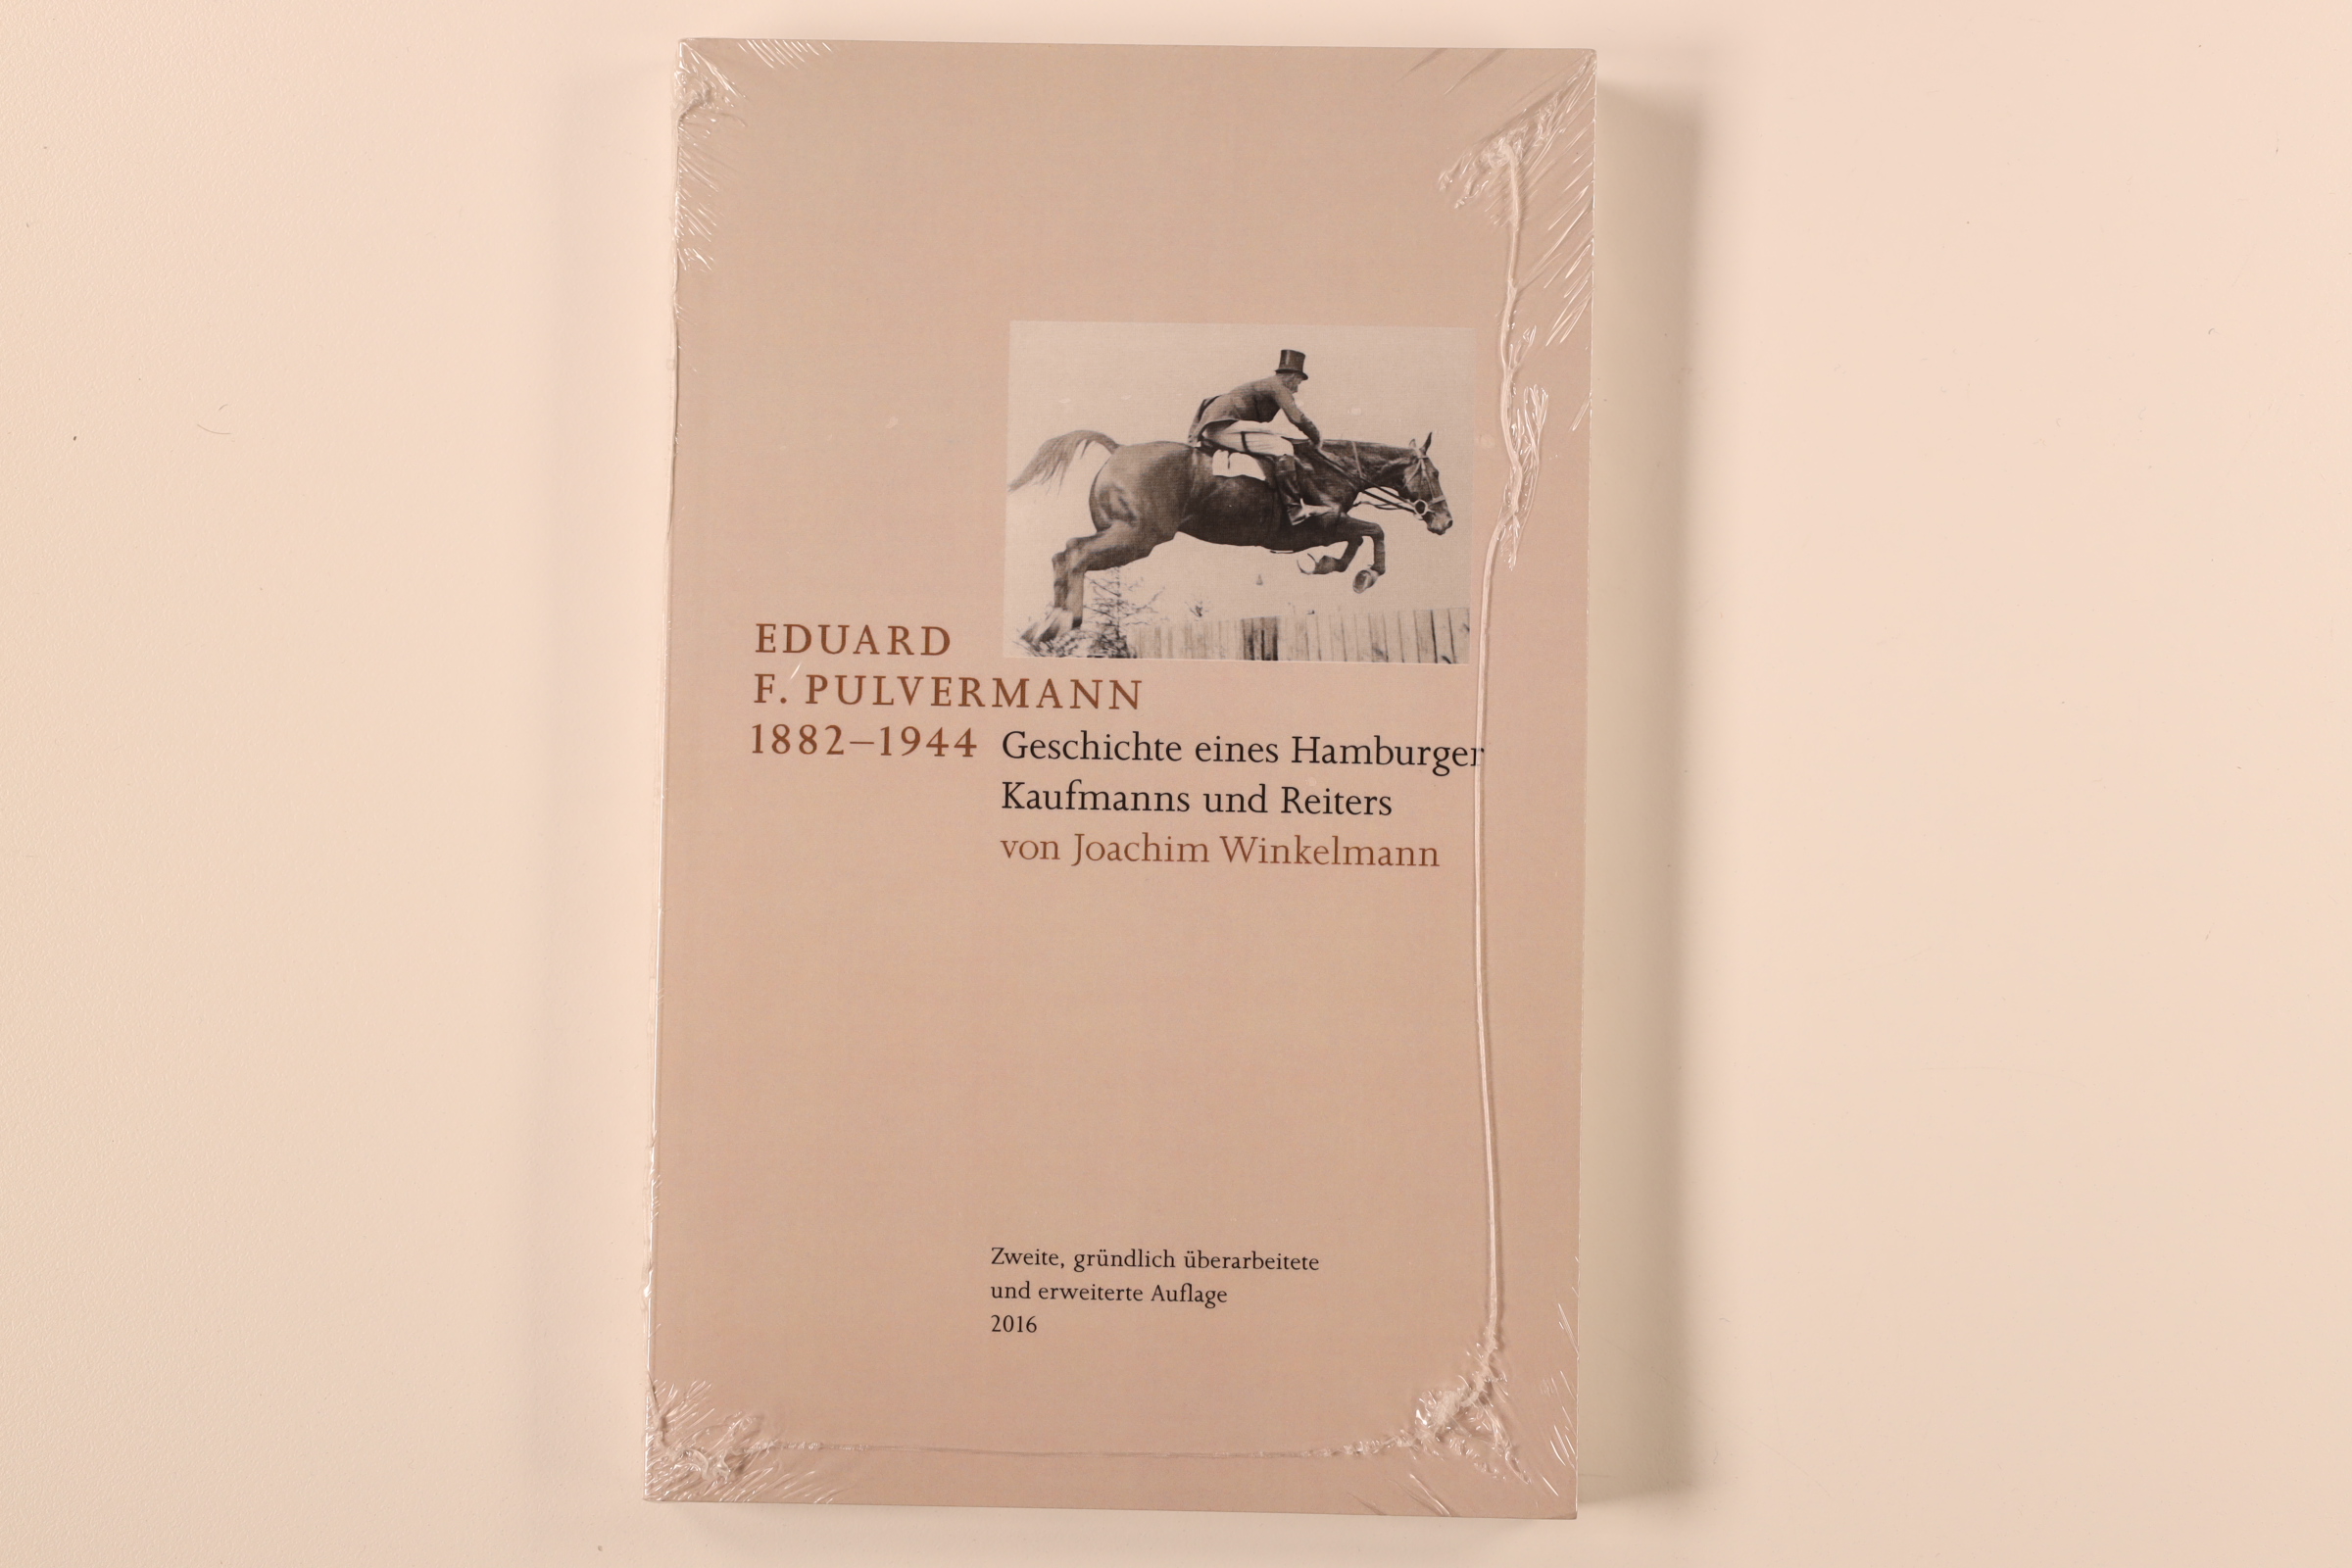 EDUARD
F. PULVERMANN
1882–1944 Geschichte eines Hamburger
Kaufmanns und Reiters
von Joachim Winkelmann
Zweite, gründlich überarbeitete
und erweiterte Auflage
2016